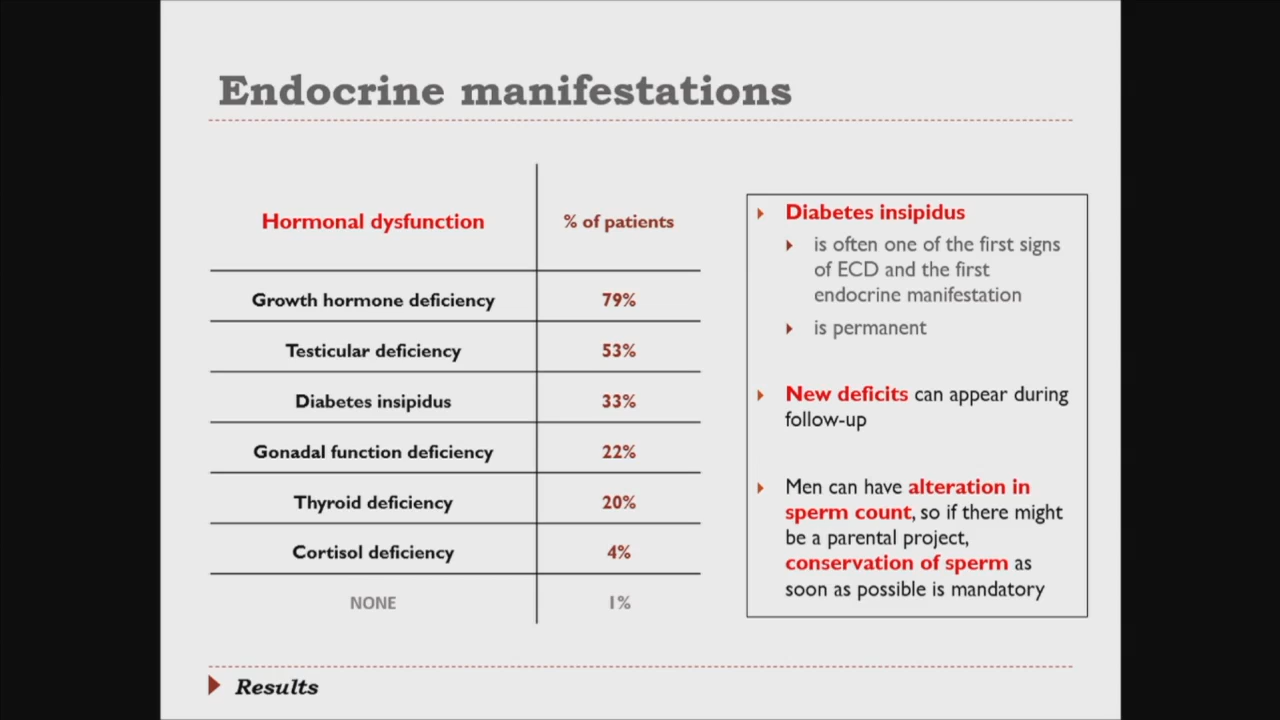 Endocrine manifestations
Hormonal dysfunction % of patients
Growth hormone deficiency 79%
Testicular deficiency 53%
Diabetes insipidus 33%
Gonadal function deficiency 22%
Thyroid deficiency 20%
Cortisol deficiency 4%
NONE 1%
Diabetes insipidus
is often one of the first signs
of ECD and the first
endocrine manifestation
is permanent
New deficits can appear during
follow-up
Men can have alteration in
sperm count, so if there might
be a parental project,
conservation of sperm as
soon as possible is mandatory
Results